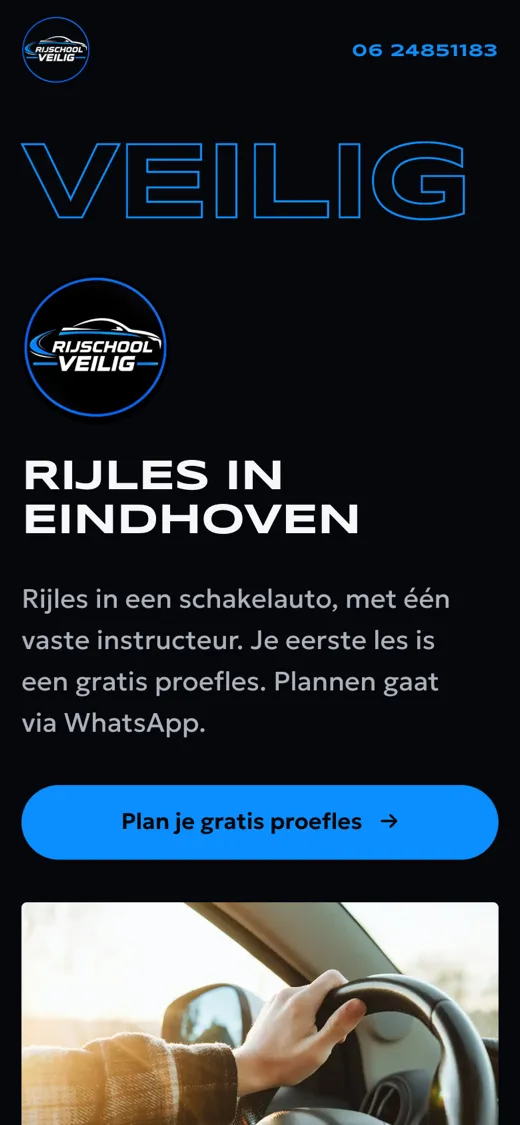 RIJSCHOOL
VEILIG
06 24851183
VEILIG
RIJSCHOOL
VEILIG
RIJLES IN
EINDHOVEN
Rijles in een schakelauto, met één
vaste instructeur. Je eerste les is
een gratis proefles. Plannen gaat
via WhatsApp.
Plan je gratis proefles →